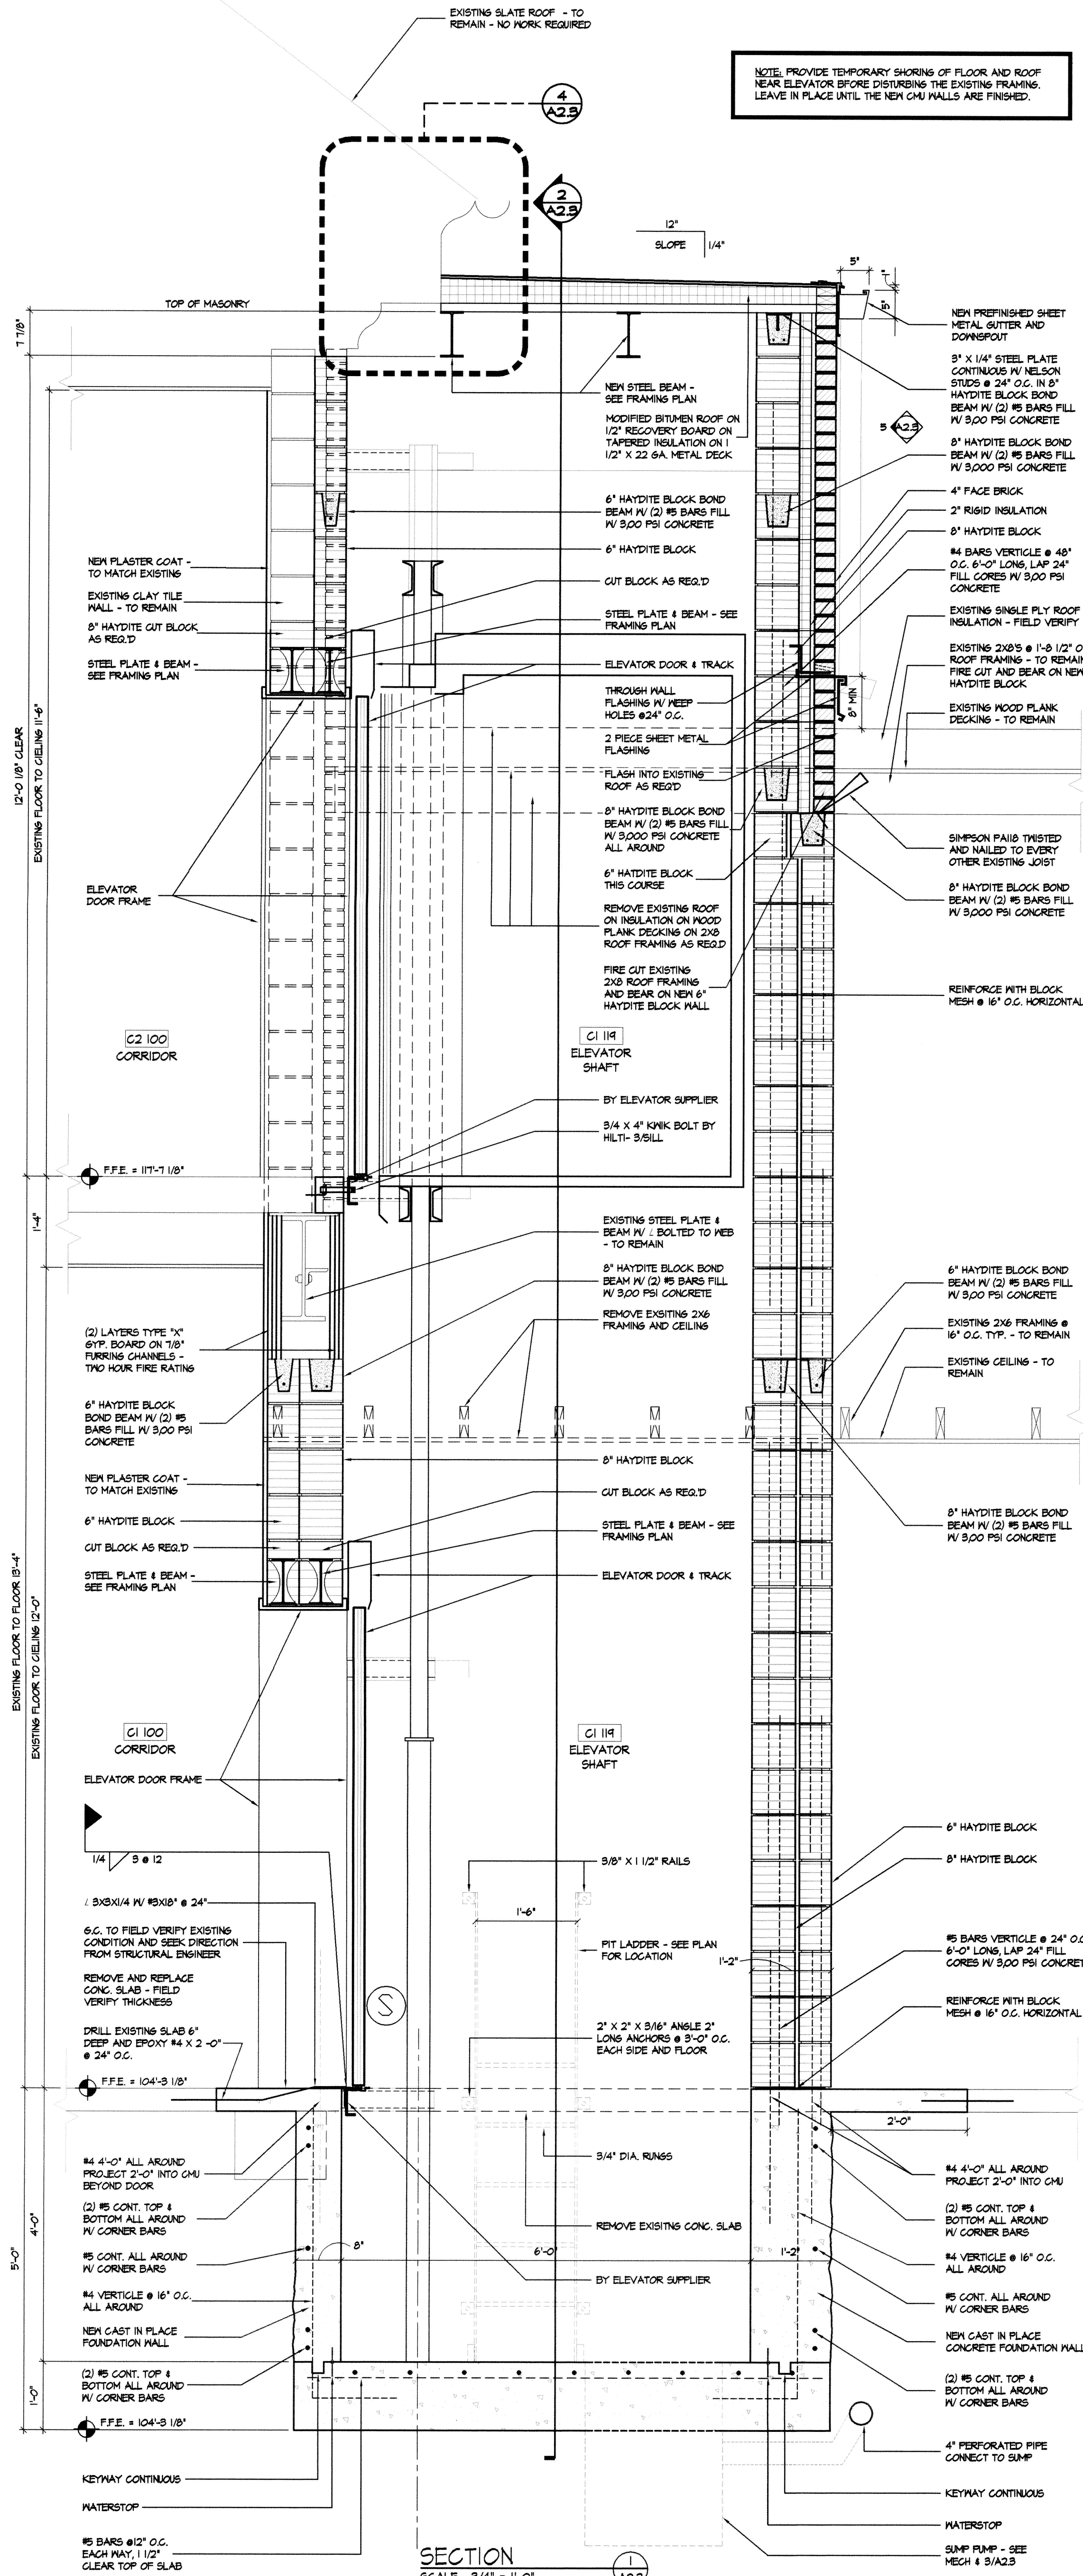 EXISTING SLATE ROOF - TO
REMAIN - NO WORK REQUIRED
NOTE: PROVIDE TEMPORARY SHORING OF FLOOR AND ROOF
NEAR ELEVATOR BFORE DISTURBING THE EXISTING FRAMING.
LEAVE IN PLACE UNTIL THE NEW CMU WALLS ARE FINISHED.
4
A2.3
2
A2.3
12"
SLOPE
1/4"
5"
1"
5"
TOP OF MASONRY
7 7/8"
NEW PREFINISHED SHEET
METAL GUTTER AND
DOWNSPOUT
3" X 1/4" STEEL PLATE
CONTINUOUS W/ NELSON
STUDS @ 24" O.C. IN 8"
HAYDITE BLOCK BOND
BEAM W/ (2) #5 BARS FILL
W/ 3,00 PSI CONCRETE
5
A2.3
NEW STEEL BEAM -
SEE FRAMING PLAN
MODIFIED BITUMEN ROOF ON
1/2" RECOVERY BOARD ON
TAPERED INSULATION ON 1
1/2" X 22 GA. METAL DECK
8" HAYDITE BLOCK BOND
BEAM W/ (2) #5 BARS FILL
W/ 3,000 PSI CONCRETE
6" HAYDITE BLOCK BOND
BEAM W/ (2) #5 BARS FILL
W/ 3,00 PSI CONCRETE
4" FACE BRICK
2" RIGID INSULATION
8" HAYDITE BLOCK
6" HAYDITE BLOCK
#4 BARS VERTICLE @ 48"
O.C. 6'-0" LONG, LAP 24"
FILL CORES W/ 3,00 PSI
CONCRETE
NEW PLASTER COAT -
TO MATCH EXISTING
EXISTING CLAY TILE
WALL - TO REMAIN
8" HAYDITE CUT BLOCK
AS REQ.'D
STEEL PLATE & BEAM -
SEE FRAMING PLAN
CUT BLOCK AS REQ.'D
STEEL PLATE & BEAM - SEE
FRAMING PLAN
ELEVATOR DOOR & TRACK
EXISTING SINGLE PLY ROOF
INSULATION - FIELD VERIFY
EXISTING 2X8'S @ 1'-8 1/2" O
ROOF FRAMING - TO REMAIN
FIRE CUT AND BEAR ON NEW
HAYDITE BLOCK
EXISTING WOOD PLANK
DECKING - TO REMAIN
THROUGH WALL
FLASHING W/ WEEP
HOLES @24" O.C.
8" MIN
2 PIECE SHEET METAL
FLASHING
FLASH INTO EXISTING
ROOF AS REQ'D
8" HAYDITE BLOCK BOND
BEAM W/ (2) #5 BARS FILL
W/ 3,000 PSI CONCRETE
ALL AROUND
6" HATDITE BLOCK
THIS COURSE
REMOVE EXISTING ROOF
ON INSULATION ON WOOD
PLANK DECKING ON 2X8
ROOF FRAMING AS REQ.D
FIRE CUT EXISTING
2X8 ROOF FRAMING
AND BEAR ON NEW 6"
HAYDITE BLOCK WALL
SIMPSON PA118 TWISTED
AND NAILED TO EVERY
OTHER EXISTING JOIST
8" HAYDITE BLOCK BOND
BEAM W/ (2) #5 BARS FILL
W/ 3,000 PSI CONCRETE
12'-0 1/8" CLEAR
EXISTING FLOOR TO CIELING 11'-6"
ELEVATOR
DOOR FRAME
REINFORCE WITH BLOCK
MESH @ 16" O.C. HORIZONTAL
C2 100
CORRIDOR
C1 119
ELEVATOR
SHAFT
BY ELEVATOR SUPPLIER
3/4 X 4" KWIK BOLT BY
HILTI- 3/SILL
F.F.E. = 117'-7 1/8"
1'-4"
EXISTING STEEL PLATE &
BEAM W/ L BOLTED TO WEB
- TO REMAIN
8" HAYDITE BLOCK BOND
BEAM W/ (2) #5 BARS FILL
W/ 3,00 PSI CONCRETE
REMOVE EXSITING 2X6
FRAMING AND CEILING
6" HAYDITE BLOCK BOND
BEAM W/ (2) #5 BARS FILL
W/ 3,00 PSI CONCRETE
EXISTING 2X6 FRAMING @
16" O.C. TYP. - TO REMAIN
EXISTING CEILING - TO
REMAIN
(2) LAYERS TYPE "X"
GYP. BOARD ON 7/8"
FURRING CHANNELS -
TWO HOUR FIRE RATING
6" HAYDITE BLOCK
BOND BEAM W/ (2) #5
BARS FILL W/ 3,00 PSI
CONCRETE
NEW PLASTER COAT -
TO MATCH EXISTING
6" HAYDITE BLOCK
CUT BLOCK AS REQ.'D
STEEL PLATE & BEAM -
SEE FRAMING PLAN
8" HAYDITE BLOCK
CUT BLOCK AS REQ.'D
STEEL PLATE & BEAM - SEE
FRAMING PLAN
ELEVATOR DOOR & TRACK
8" HAYDITE BLOCK BOND
BEAM W/ (2) #5 BARS FILL
W/ 3,00 PSI CONCRETE
EXISTING FLOOR TO FLOOR 13'-4"
EXISTING FLOOR TO CIELING 12'-0"
C1 100
CORRIDOR
C1 119
ELEVATOR
SHAFT
ELEVATOR DOOR FRAME
1/4
3 @ 12
L 3X3X1/4 W/ #3X18" @ 24"
G.C. TO FIELD VERIFY EXISTING
CONDITION AND SEEK DIRECTION
FROM STRUCTURAL ENGINEER
REMOVE AND REPLACE
CONC. SLAB - FIELD
VERIFY THICKNESS
DRILL EXISTING SLAB 6"
DEEP AND EPOXY #4 X 2 -0"
@ 24" O.C.
3/8" X 1 1/2" RAILS
1'-6"
PIT LADDER - SEE PLAN
FOR LOCATION
1'-2"
S
2" X 2" X 3/16" ANGLE 2"
LONG ANCHORS @ 3'-0" O.C.
EACH SIDE AND FLOOR
6" HAYDITE BLOCK
8" HAYDITE BLOCK
#5 BARS VERTICLE @ 24" O.C
6'-0" LONG, LAP 24" FILL
CORES W/ 3,00 PSI CONCRET
REINFORCE WITH BLOCK
MESH @ 16" O.C. HORIZONTAL
F.F.E. = 104'-3 1/8"
2'-0"
3/4" DIA. RUNGS
REMOVE EXISITNG CONC. SLAB
8"
6'-0"
1'-2"
BY ELEVATOR SUPPLIER
#4 4'-0" ALL AROUND
PROJECT 2'-0" INTO CMU
BEYOND DOOR
(2) #5 CONT. TOP &
BOTTOM ALL AROUND
W/ CORNER BARS
#5 CONT. ALL AROUND
W/ CORNER BARS
#4 VERTICLE @ 16" O.C.
ALL AROUND
NEW CAST IN PLACE
FOUNDATION WALL
(2) #5 CONT. TOP &
BOTTOM ALL AROUND
W/ CORNER BARS
#4 4'-0" ALL AROUND
PROJECT 2'-0" INTO CMU
(2) #5 CONT. TOP &
BOTTOM ALL AROUND
W/ CORNER BARS
#4 VERTICLE @ 16" O.C.
ALL AROUND
#5 CONT. ALL AROUND
W/ CORNER BARS
NEW CAST IN PLACE
CONCRETE FOUNDATION WALL
(2) #5 CONT. TOP &
BOTTOM ALL AROUND
W/ CORNER BARS
5'-0"
4'-0"
1'-0"
F.F.E. = 104'-3 1/8"
KEYWAY CONTINUOUS
WATERSTOP
#5 BARS @12" O.C.
EACH WAY, 1 1/2"
CLEAR TOP OF SLAB
4" PERFORATED PIPE
CONNECT TO SUMP
KEYWAY CONTINUOUS
WATERSTOP
SUMP PUMP - SEE
MECH & 3/A2.3
SECTION
SCALE 3/4" = 1'-0"
1
A2.3